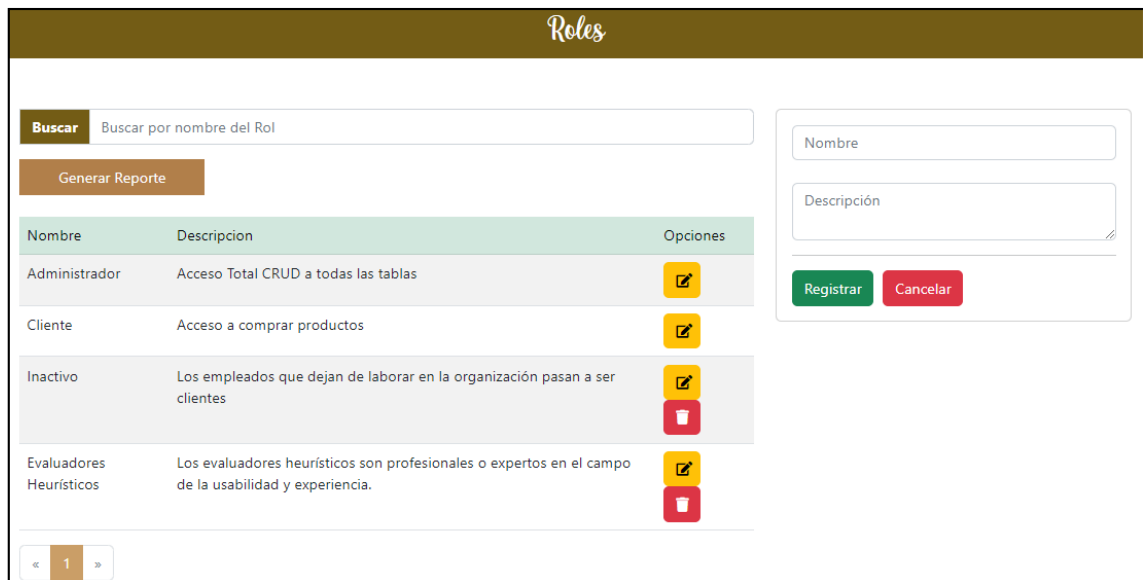 Roles
Buscar Buscar por nombre del Rol
Generar Reporte
Nombre Descripcion Opciones
Administrador Acceso Total CRUD a todas las tablas
Cliente Acceso a comprar productos
Inactivo Los empleados que dejan de laborar en la organización pasan a ser
clientes
Evaluadores Los evaluadores heurísticos son profesionales o expertos en el campo
Heurísticos de la usabilidad y experiencia.
« 1 »
Nombre
Descripción
Registrar Cancelar